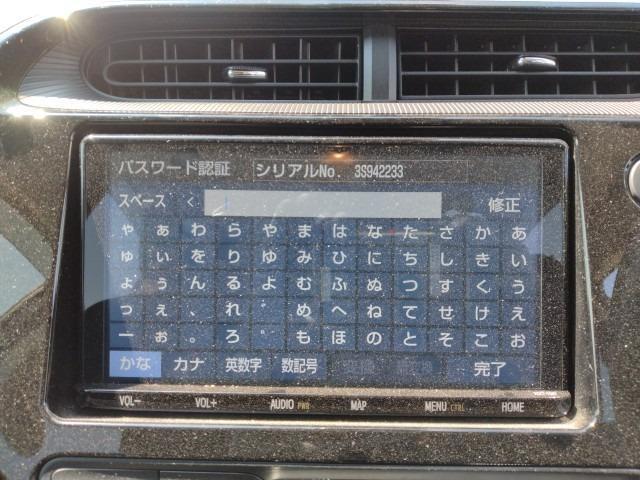 パスワード認証 シリアルNo. 3S942233
スペース < 修正
ゃ ぁ わ ら や ま は な た さ か あ
ゅ ぃ を り ゆ み ひ に ち し き い
ょ ぅ ん る よ む ふ ぬ つ す く う
っ ぇ 、 れ ゛ め へ ね て せ け え
ー ぉ 。 ろ ゜ も ほ の と そ こ お
かな カナ 英数字 数記号 完了
VOL- VOL+ AUDIO PWR MAP MENU CTRL HOME